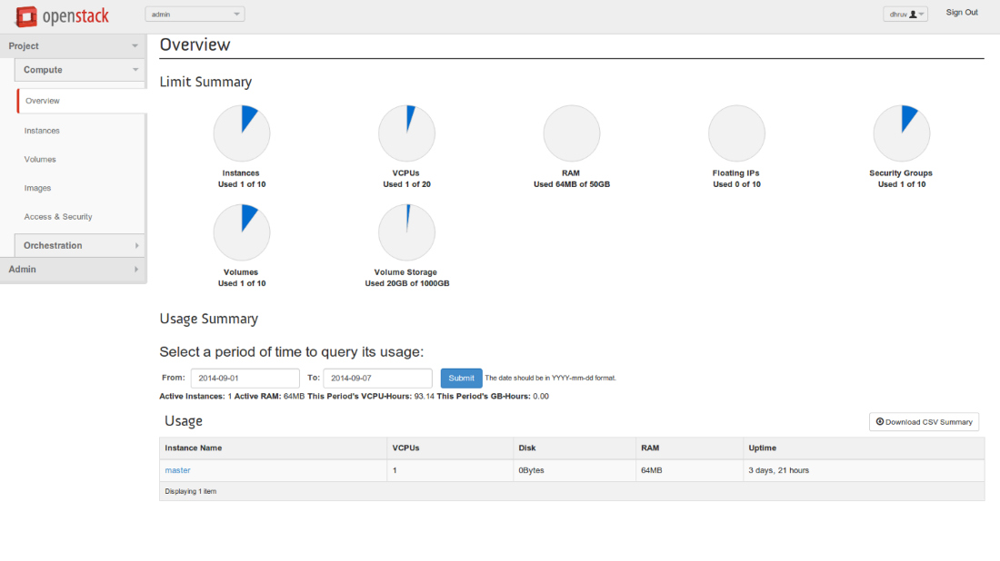 openstack
admin
dhruv
Sign Out
Project
Compute
Overview
Instances
Volumes
Images
Access & Security
Orchestration
Admin
Overview
Limit Summary
Instances
Used 1 of 10
VCPUs
Used 1 of 20
RAM
Used 64MB of 50GB
Floating IPs
Used 0 of 10
Security Groups
Used 1 of 10
Volumes
Used 1 of 10
Volume Storage
Used 20GB of 1000GB
Usage Summary
Select a period of time to query its usage:
From: 2014-09-01 To: 2014-09-07 Submit The date should be in YYYY-mm-dd format.
Active Instances: 1 Active RAM: 64MB This Period's VCPU-Hours: 93.14 This Period's GB-Hours: 0.00
Usage
Download CSV Summary
Instance Name VCPUs Disk RAM Uptime
master 1 0Bytes 64MB 3 days, 21 hours
Displaying 1 item